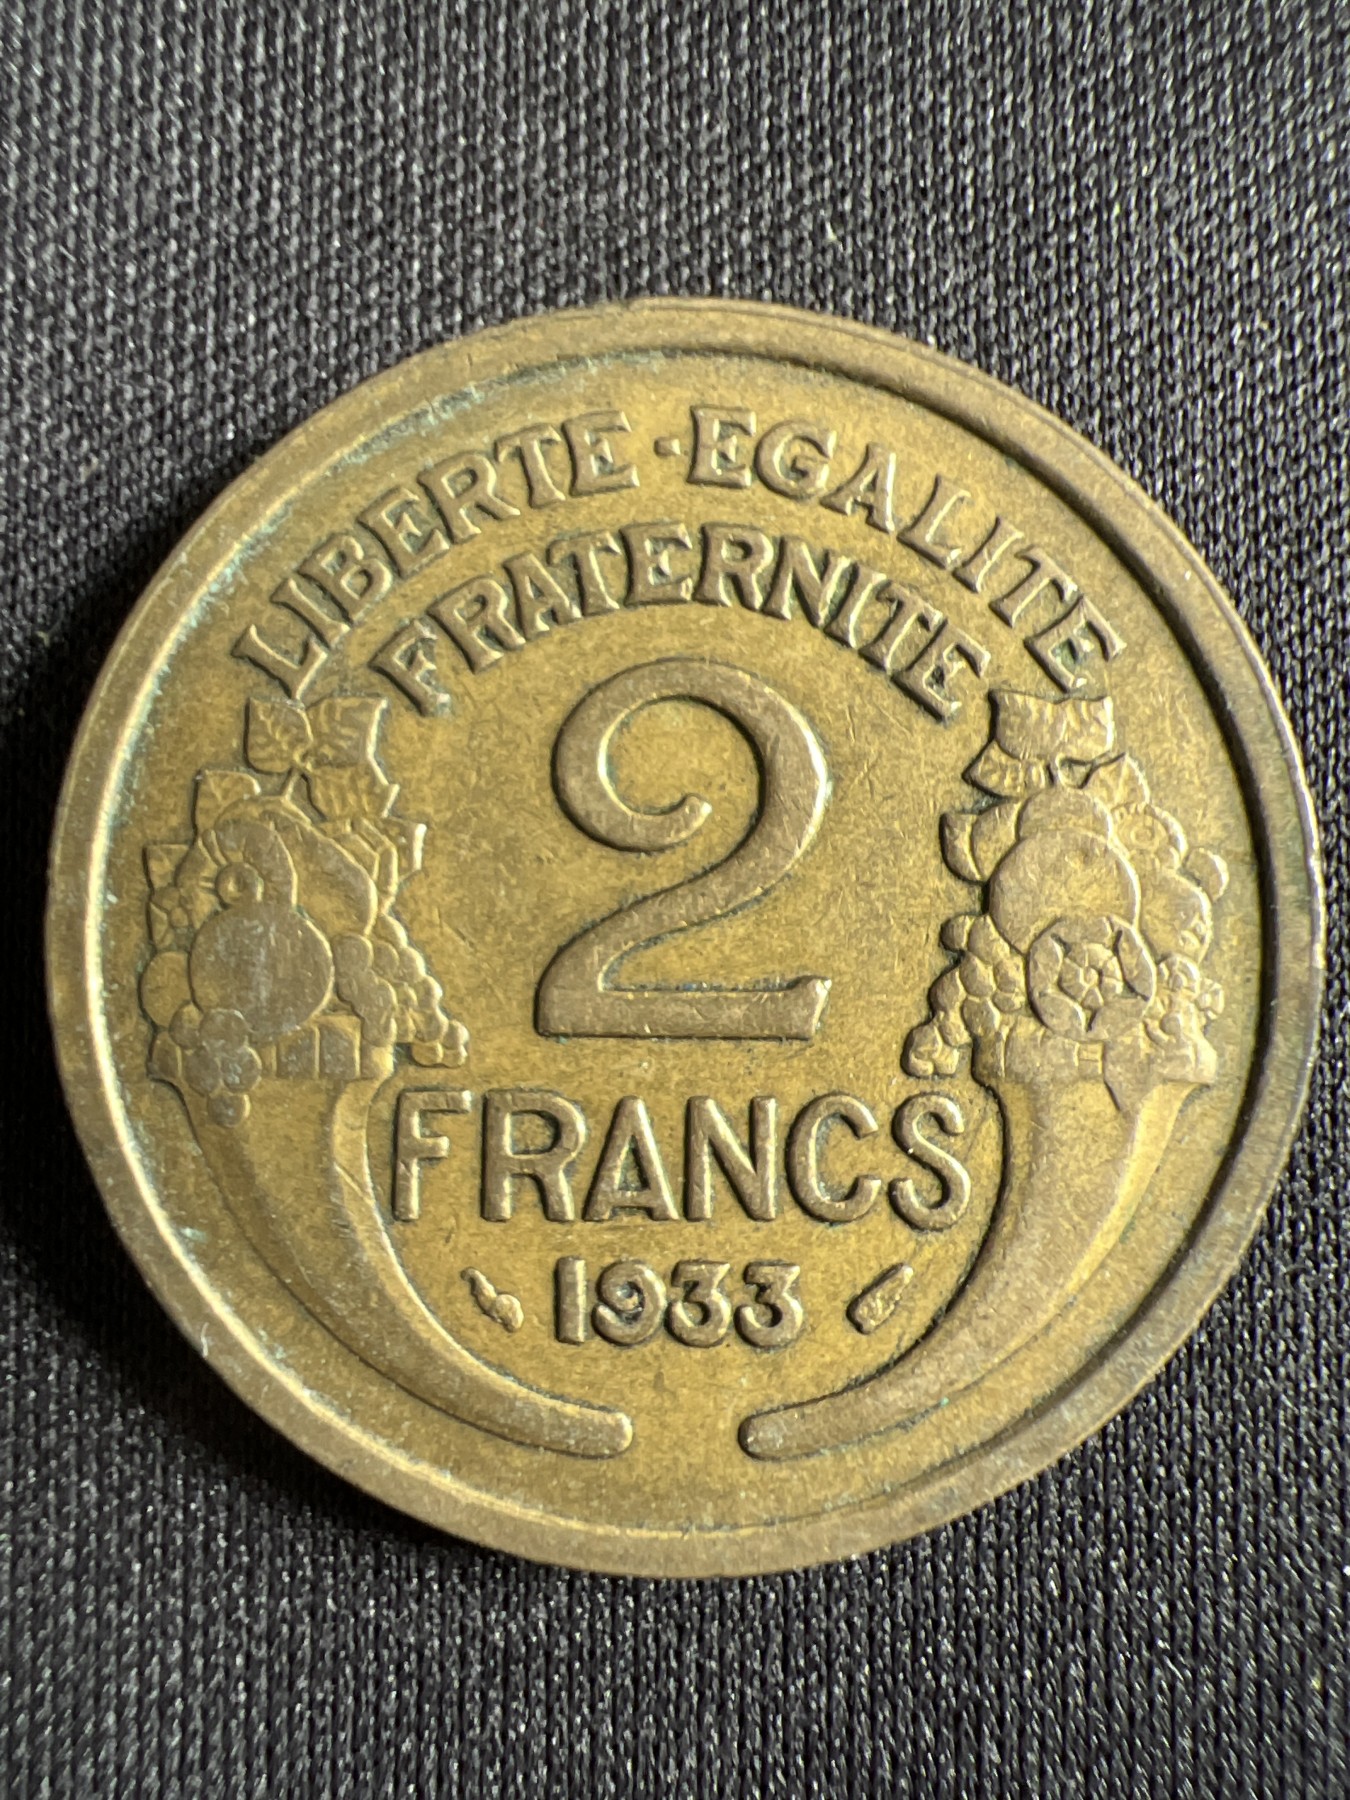 LIBERTE·EGALITE
FRATERNITE
2
FRANCS
1933